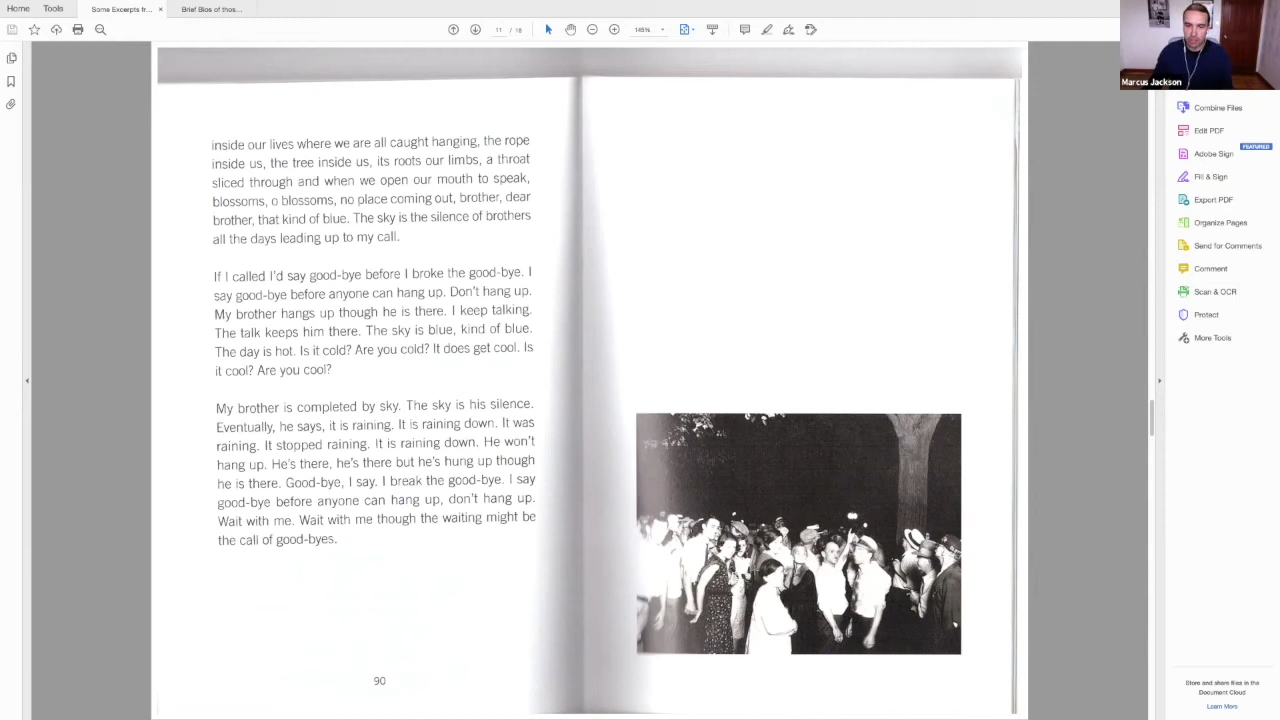 Home
Tools
Some Excerpts fr...
Brief Bios of thos...
11 / 18
145%
Marcus Jackson
inside our lives where we are all caught hanging, the rope
inside us, the tree inside us, its roots our limbs, a throat
sliced through and when we open our mouth to speak,
blossoms, o blossoms, no place coming out, brother, dear
brother, that kind of blue. The sky is the silence of brothers
all the days leading up to my call.
If I called I'd say good-bye before I broke the good-bye. I
say good-bye before anyone can hang up. Don't hang up.
My brother hangs up though he is there. I keep talking.
The talk keeps him there. The sky is blue, kind of blue.
The day is hot. Is it cold? Are you cold? It does get cool. Is
it cool? Are you cool?
My brother is completed by sky. The sky is his silence.
Eventually, he says, it is raining. It is raining down. It was
raining. It stopped raining. It is raining down. He won't
hang up. He's there, he's there but he's hung up though
he is there. Good-bye, I say. I break the good-bye. I say
good-bye before anyone can hang up, don't hang up.
Wait with me. Wait with me though the waiting might be
the call of good-byes.
90
Combine Files
Edit PDF
FEATURED
Adobe Sign
Fill & Sign
Export PDF
Organize Pages
Send for Comments
Comment
Scan & OCR
Protect
More Tools
Store and share files in the
Document Cloud
Learn More